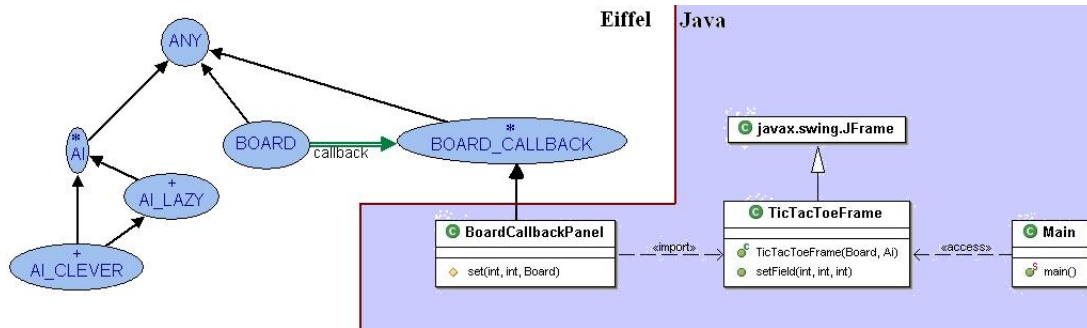 Eiffel Java
ANY
*
AI
BOARD
callback
*
BOARD_CALLBACK
+
AI_LAZY
+
AI_CLEVER
C javax.swing.JFrame
C BoardCallbackPanel
set(int, int, Board)
«import»
C TicTacToeFrame
C TicTacToeFrame(Board, Ai)
setField(int, int, int)
«access»
C Main
S main()